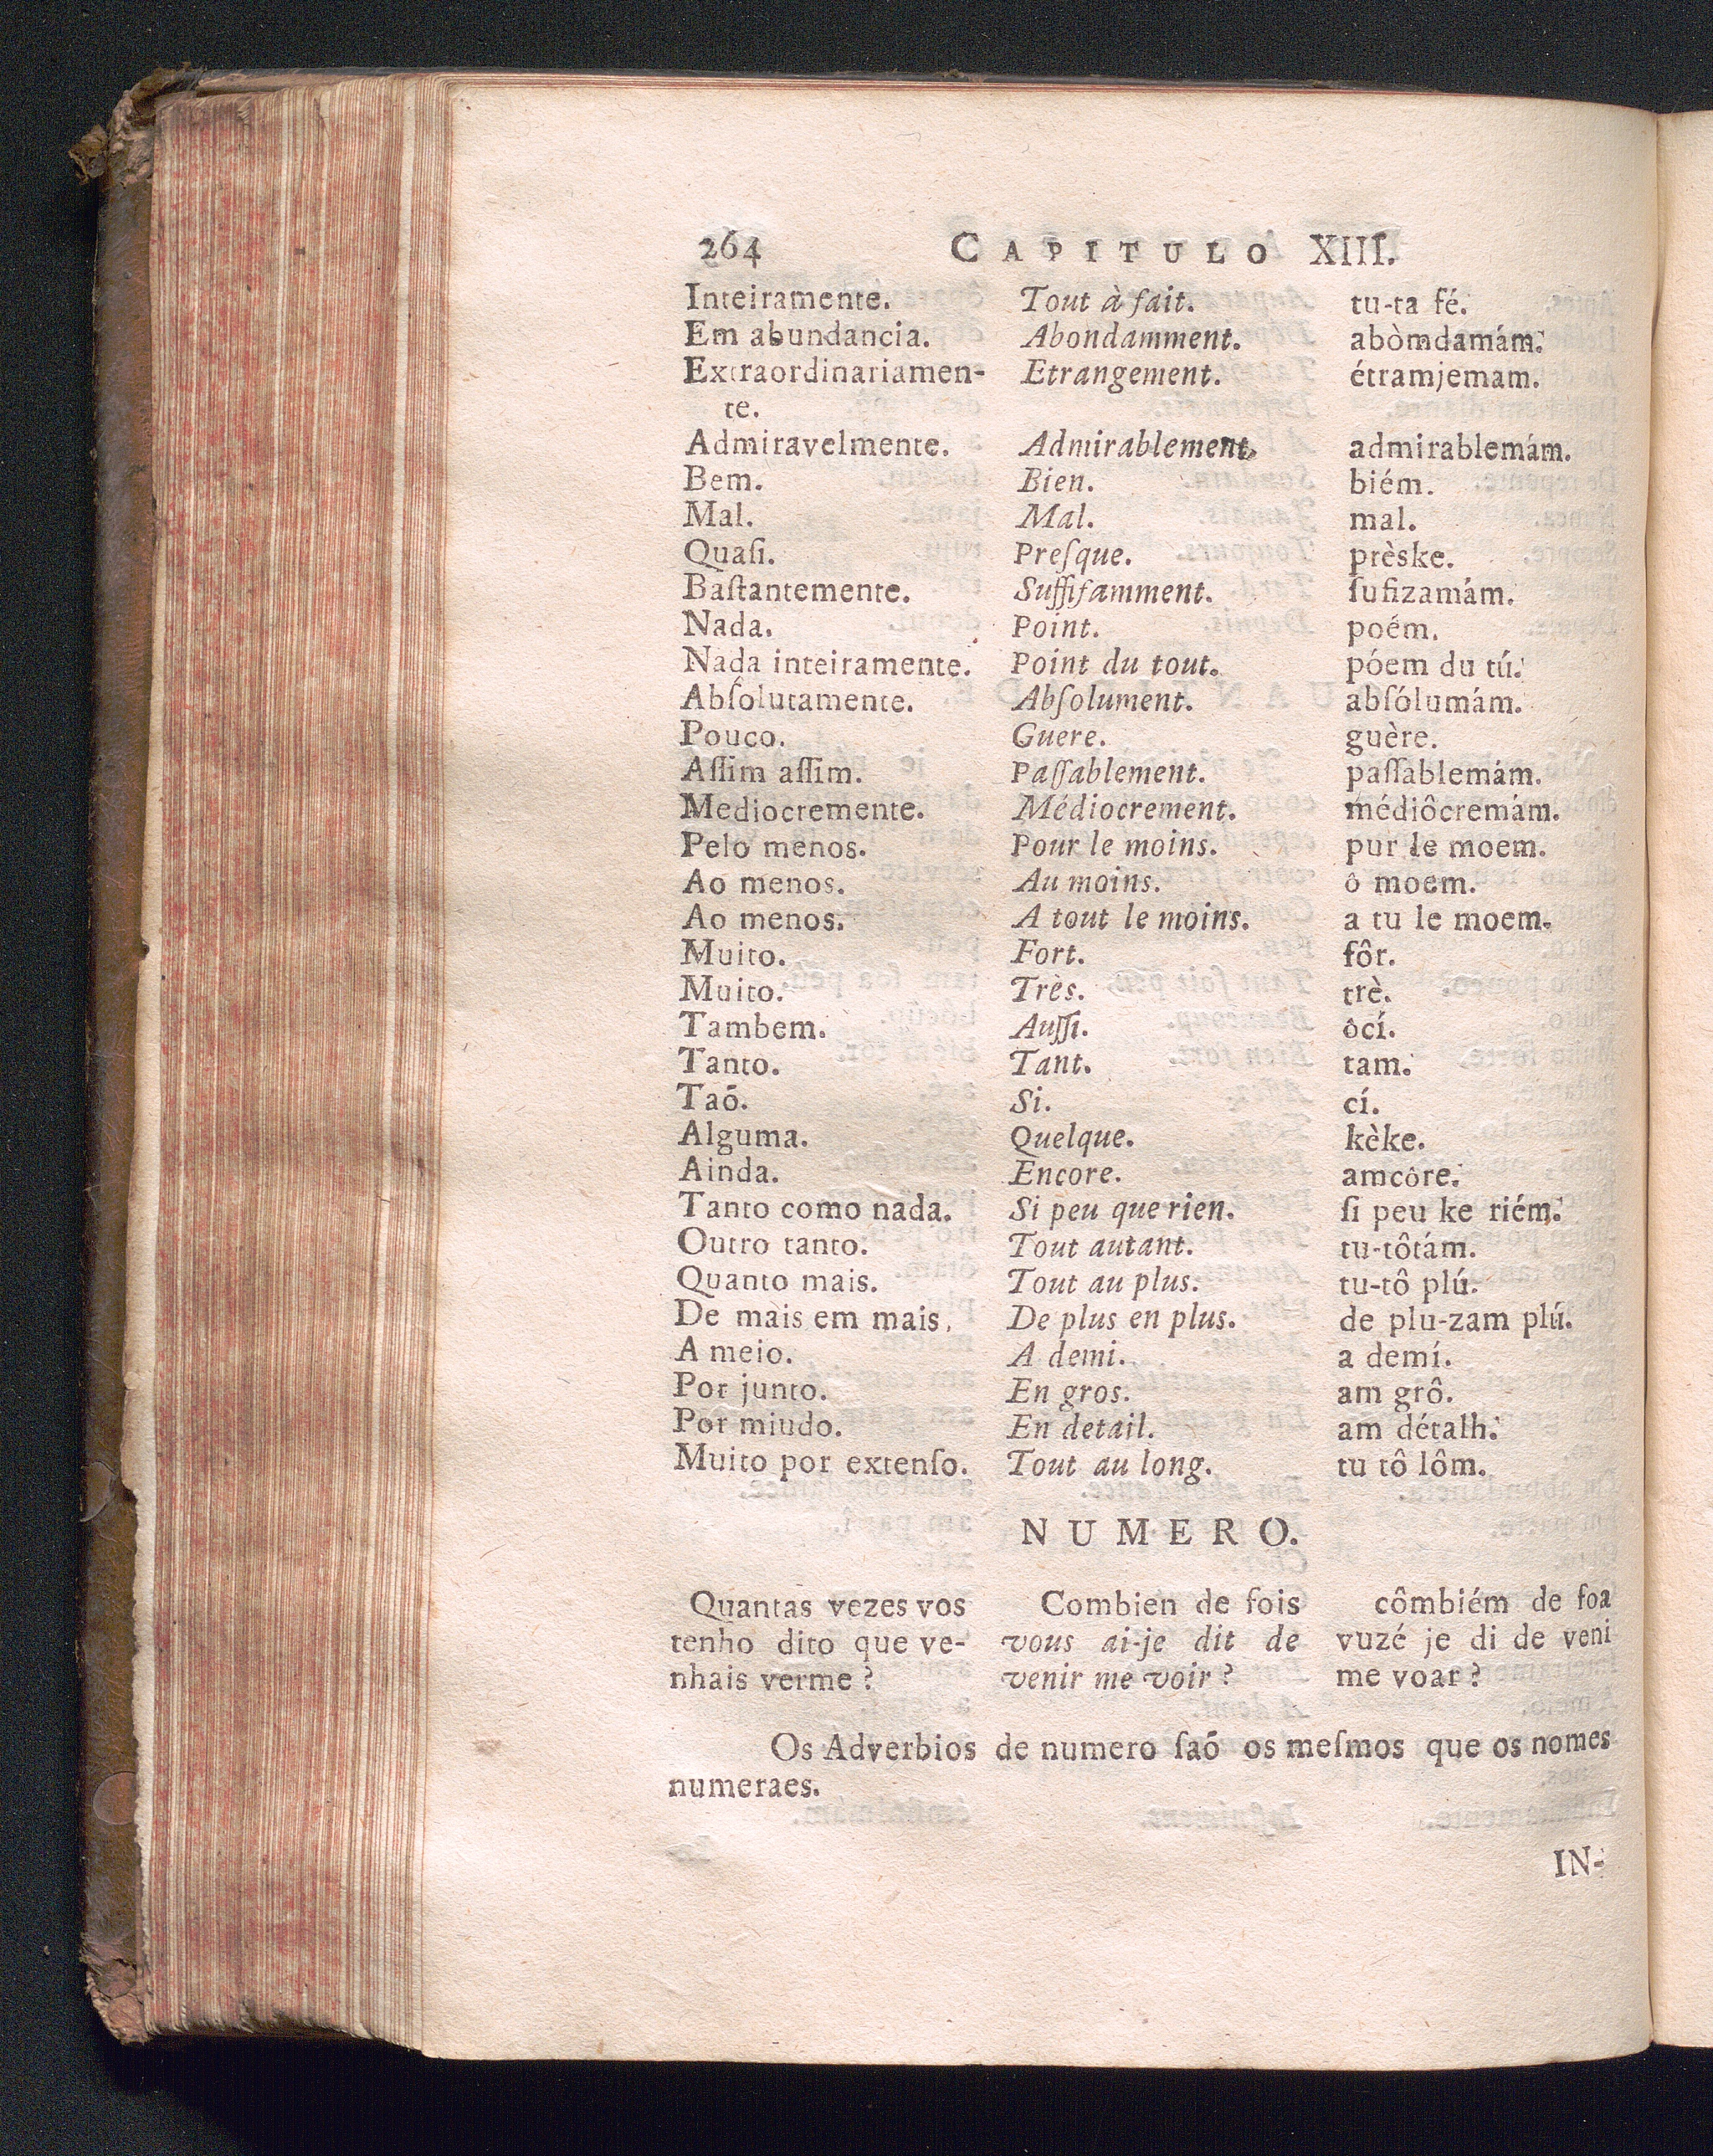 264 CAPITULO XIII.
Inteiramente. Tout à fait. tu-ta fé.
Em abundancia. Abondamment. abòmdamám.
Extraordinariamen- Etrangement. étramjemam.
te.
Admiravelmente. Admirablement. admirablemám.
Bem. Bien. biém.
Mal. Mal. mal.
Quaſi. Preſque. prèske.
Baſtantemente. Suffiſamment. ſufizamám.
Nada. Point. poém.
Nada inteiramente. Point du tout. póem du tú.
Abſolutamente. Abſolument. abſólumám.
Pouco. Guere. guère.
Aſſim aſſim. Paſſablement. paſſablemám.
Mediocremente. Médiocrement. médiôcremám.
Pelo menos. Pour le moins. pur le moem.
Ao menos. Au moins. ô moem.
Ao menos. A tout le moins. a tu le moem.
Muito. Fort. fôr.
Muito. Très. trè.
Tambem. Auſſi. ôcí.
Tanto. Tant. tam.
Taō. Si. cí.
Alguma. Quelque. kèke.
Ainda. Encore. amcôre.
Tanto como nada. Si peu que rien. ſi peu ke riém.
Outro tanto. Tout autant. tu-tôtám.
Quanto mais. Tout au plus. tu-tô plú.
De mais em mais. De plus en plus. de plu-zam plú.
A meio. A demi. a demí.
Por junto. En gros. am grô.
Por miudo. En detail. am détalh.
Muito por extenſo. Tout au long. tu tô lôm.
NUMERO.
Quantas vezes vos Combien de fois cômbiém de foa
tenho dito que ve- vous ai-je dit de vuzé je di de veni
nhais verme? venir me voir? me voar?
Os Adverbios de numero ſaō os meſmos que os nomes
numeraes.
IN-